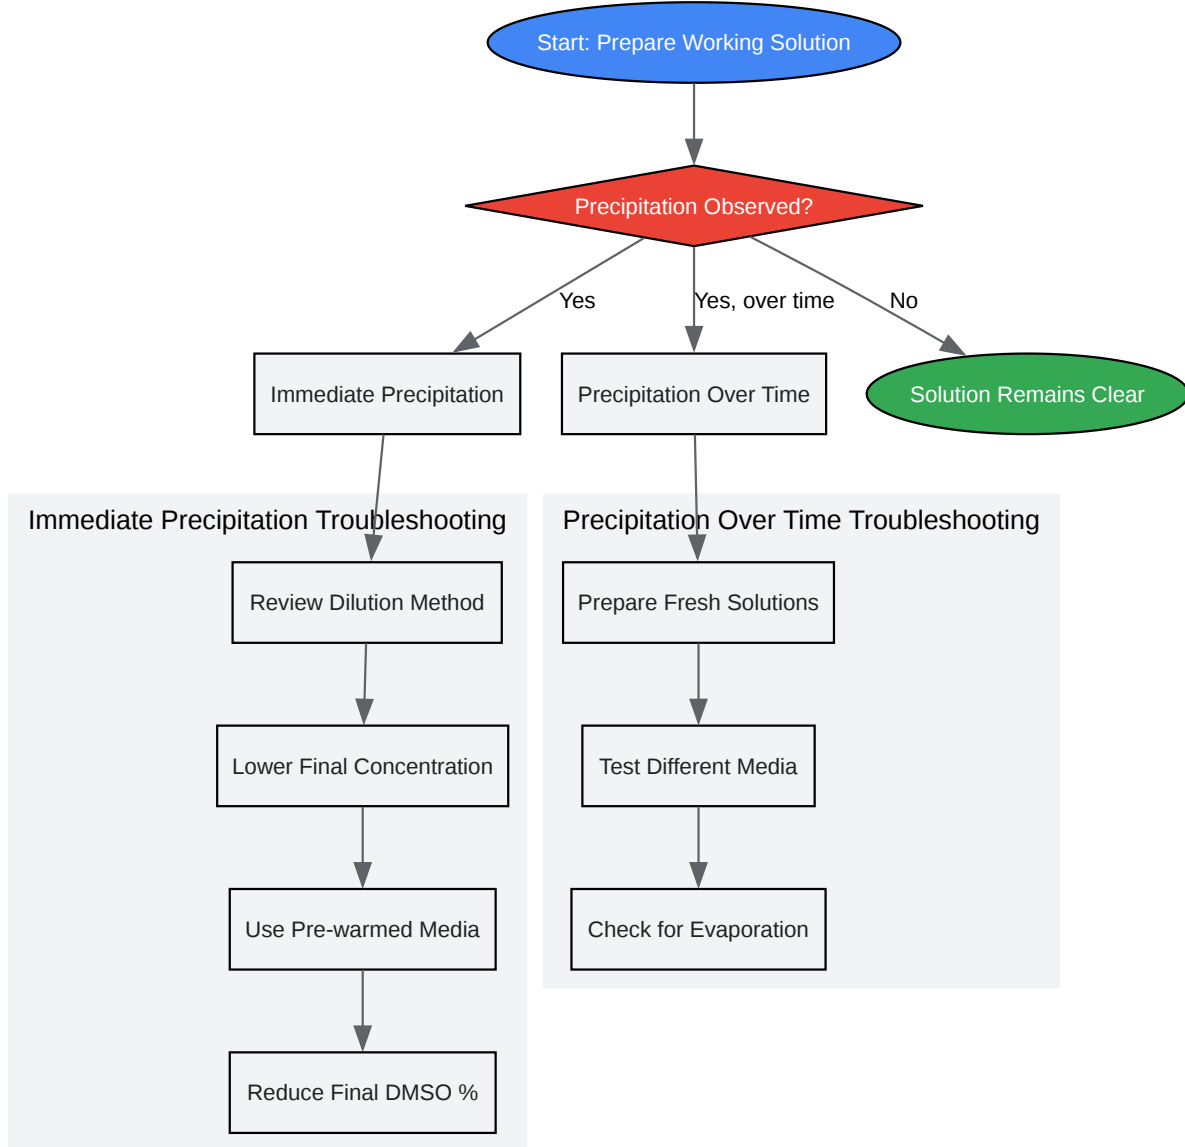 Start: Prepare Working Solution
Precipitation Observed?
Yes
Yes, over time
No
Immediate Precipitation
Precipitation Over Time
Solution Remains Clear
Immediate Precipitation Troubleshooting
Precipitation Over Time Troubleshooting
Review Dilution Method
Prepare Fresh Solutions
Lower Final Concentration
Test Different Media
Use Pre-warmed Media
Check for Evaporation
Reduce Final DMSO %